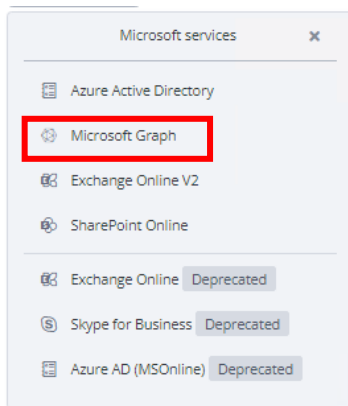 Microsoft services
Azure Active Directory
Microsoft Graph
Exchange Online V2
SharePoint Online
Exchange Online Deprecated
Skype for Business Deprecated
Azure AD (MSOnline) Deprecated